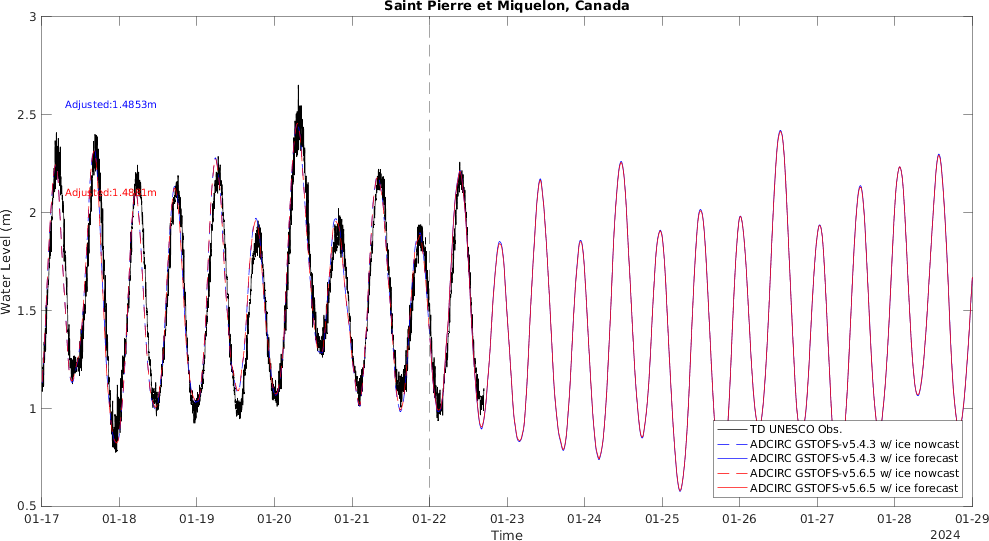 Saint Pierre et Miquelon, Canada
3
2.5
2
1.5
1
0.5
Water Level (m)
Adjusted:1.4853m
TD UNESCO Obs.
ADCIRC GSTOFS-v5.4.3 w/ ice nowcast
ADCIRC GSTOFS-v5.4.3 w/ ice forecast
ADCIRC GSTOFS-v5.6.5 w/ ice nowcast
ADCIRC GSTOFS-v5.6.5 w/ ice forecast
01-17 01-18 01-19 01-20 01-21 01-22 01-23 01-24 01-25 01-26 01-27 01-28 01-29
Time
2024